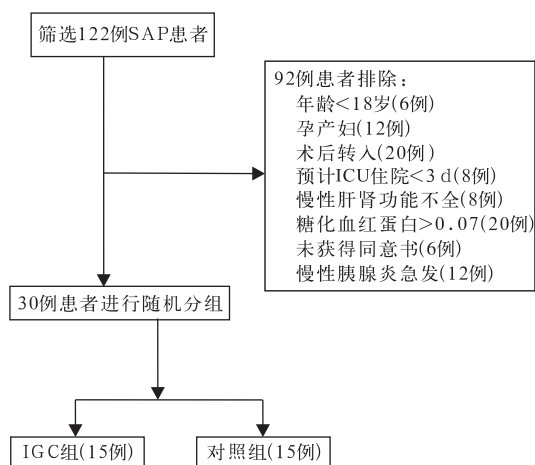 筛选122例SAP患者
92例患者排除：
年龄<18岁(6例)
孕产妇(12例)
术后转入(20例)
预计ICU住院<3 d(8例)
慢性肝肾功能不全(8例)
糖化血红蛋白>0.07(20例)
未获得同意书(6例)
慢性胰腺炎急发(12例)
30例患者进行随机分组
IGC组(15例)
对照组(15例)